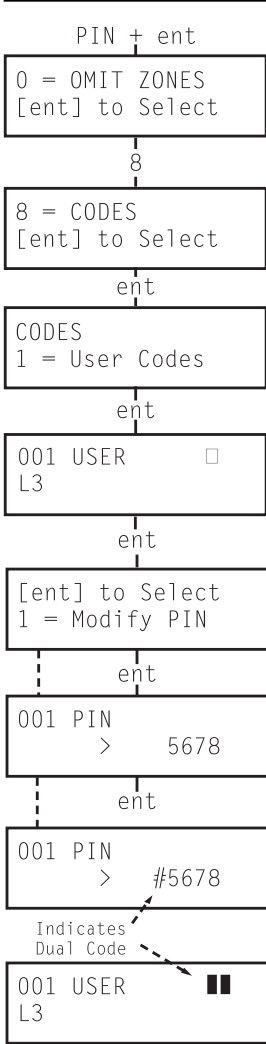 PIN + ent
0 = OMIT ZONES
[ent] to Select
8
8 = CODES
[ent] to Select
ent
CODES
1 = User Codes
ent
001 USER □
L3
ent
[ent] to Select
1 = Modify PIN
ent
001 PIN
> 5678
ent
001 PIN
> #5678
Indicates
Dual Code
001 USER ▮▮
L3